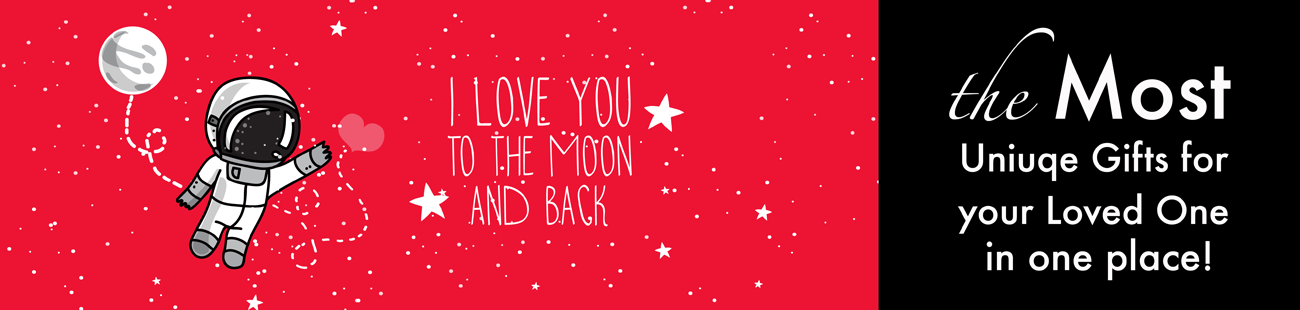 I LOVE YOU
TO THE MOON
AND BACK
the Most
Uniuqe Gifts for
your Loved One
in one place!